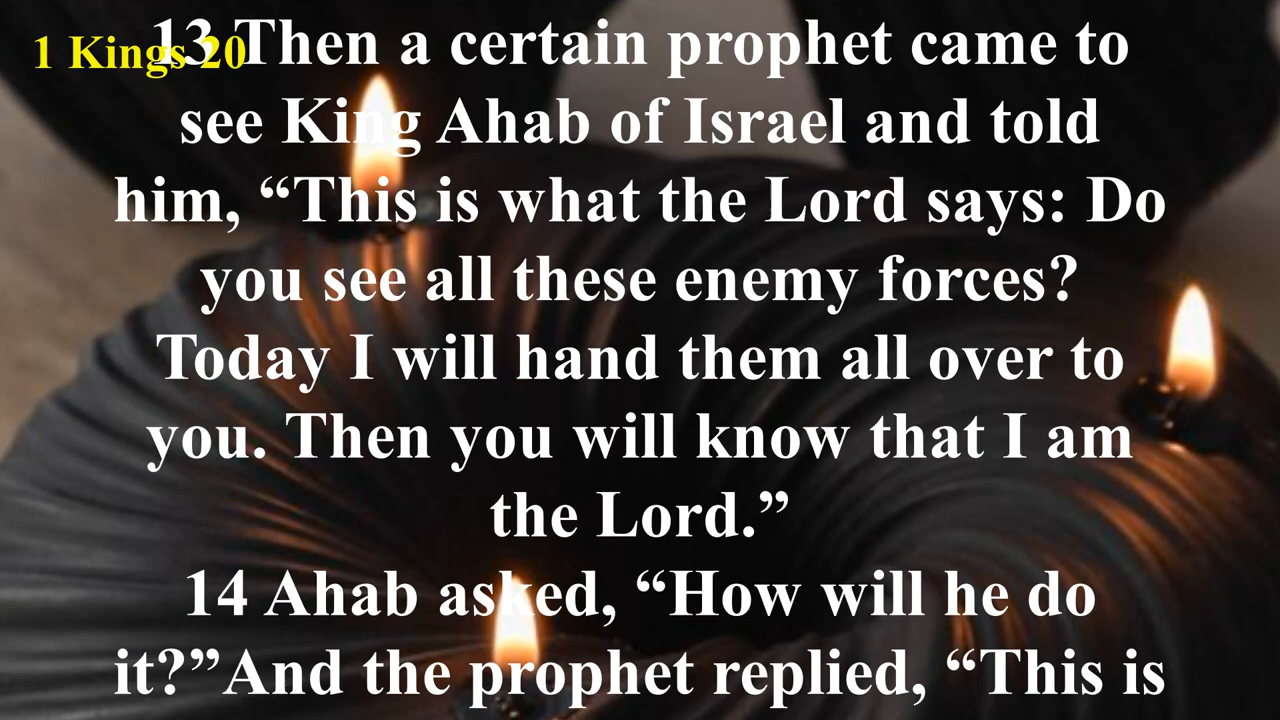 1 Kings 20
13 Then a certain prophet came to
see King Ahab of Israel and told
him, “This is what the Lord says: Do
you see all these enemy forces?
Today I will hand them all over to
you. Then you will know that I am
the Lord.”
14 Ahab asked, “How will he do
it?”And the prophet replied, “This is